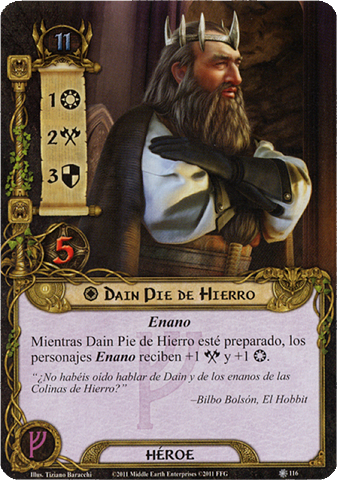 11
1
2
3
5
Dain Pie de Hierro
Enano
Mientras Dain Pie de Hierro esté preparado, los
personajes Enano reciben +1 y +1.
“¿No habéis oído hablar de Daïn y de los enanos de las
Colinas de Hierro?”
–Bilbo Bolsón, El Hobbit
HÉROE
Illus. Tiziano Baracchi
©2011 Middle Earth Enterprises ©2011 FFG
116